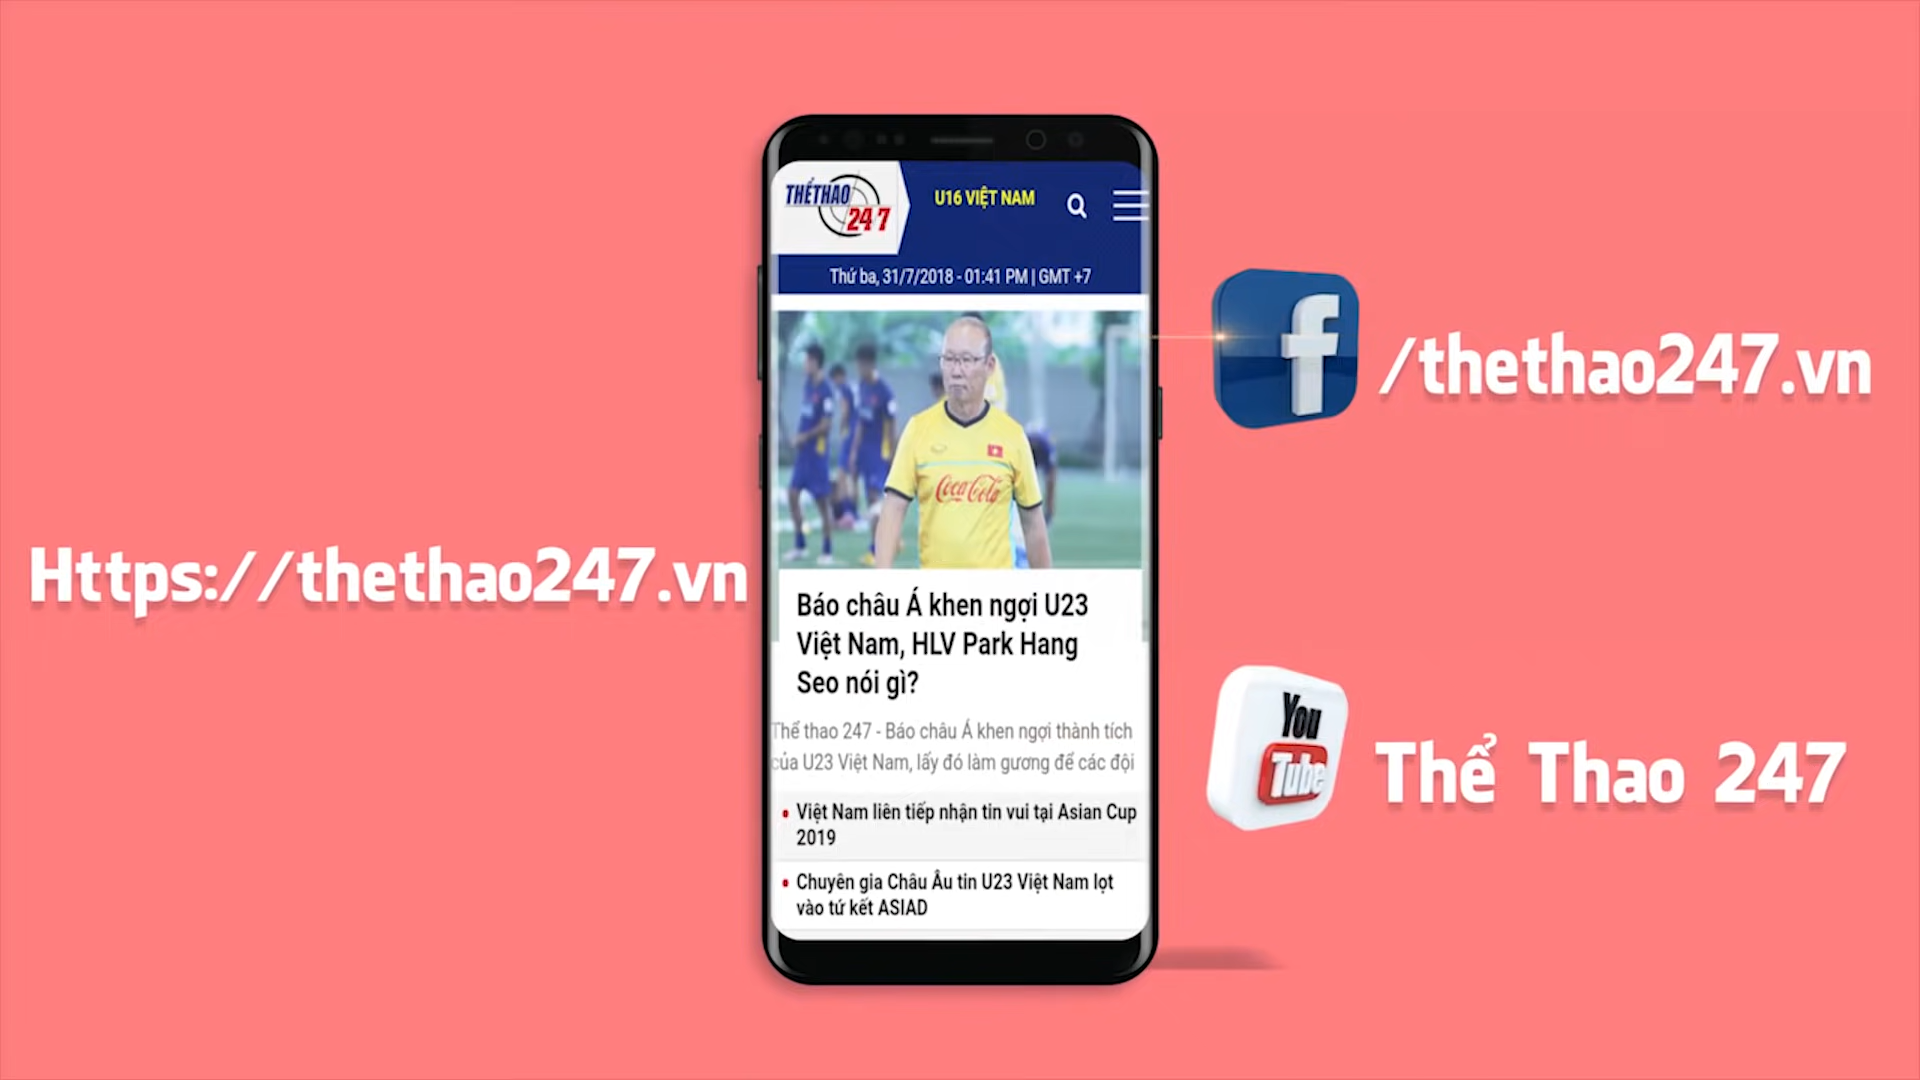 Https://thethao247.vn
THỂTHAO
247
U16 VIỆT NAM
Thứ ba, 31/7/2018 - 01:41 PM | GMT +7
Coca-Cola
Báo châu Á khen ngợi U23
Việt Nam, HLV Park Hang
Seo nói gì?
Thể thao 247 - Báo châu Á khen ngợi thành tích
của U23 Việt Nam, lấy đó làm gương để các đội
Việt Nam liên tiếp nhận tin vui tại Asian Cup
2019
Chuyên gia Châu Âu tin U23 Việt Nam lọt
vào tứ kết ASIAD
f
/thethao247.vn
You
Tube
Thể Thao 247